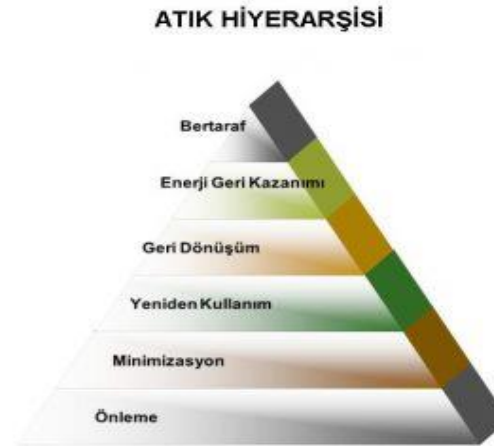 ATIK HİYERARŞİSİ
Bertaraf
Enerji Geri Kazanımı
Geri Dönüşüm
Yeniden Kullanım
Minimizasyon
Önleme